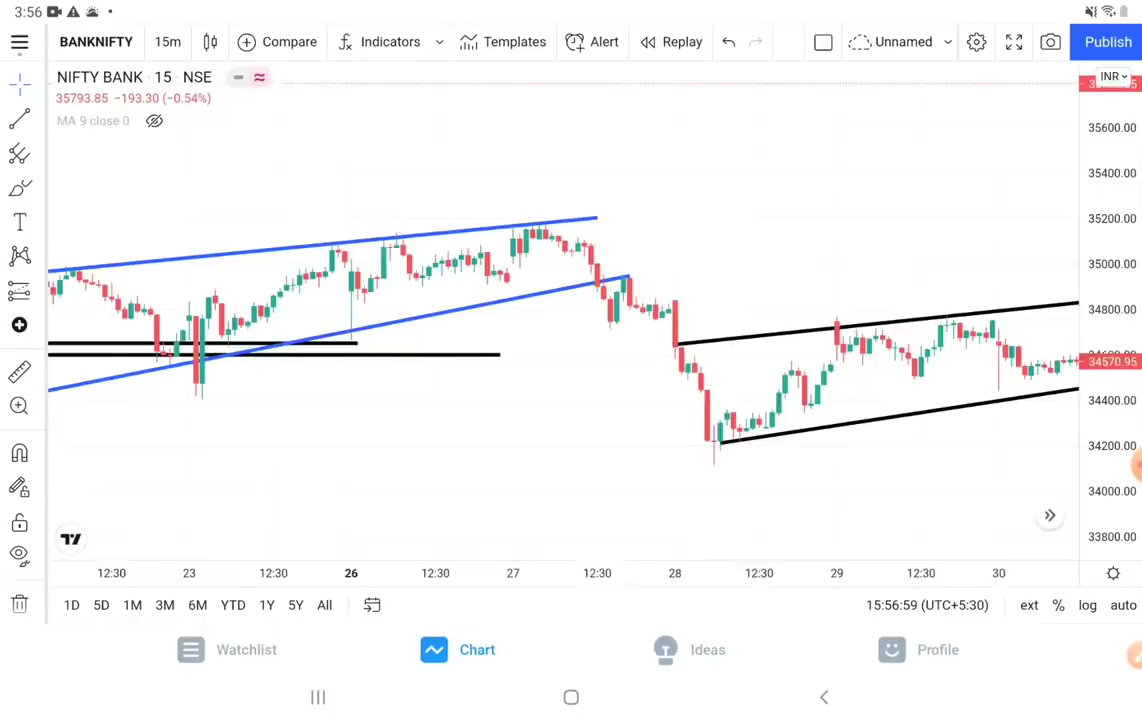 3:56
BANKNIFTY 15m Compare Indicators Templates Alert Replay Unnamed Publish
NIFTY BANK · 15 · NSE
35793.85 −193.30 (−0.54%)
MA 9 close 0
INR
35600.00
35400.00
35200.00
35000.00
34800.00
34570.95
34400.00
34200.00
34000.00
33800.00
12:30 23 12:30 26 12:30 27 12:30 28 12:30 29 12:30 30
1D 5D 1M 3M 6M YTD 1Y 5Y All 15:56:59 (UTC+5:30) ext % log auto
Watchlist Chart Ideas Profile